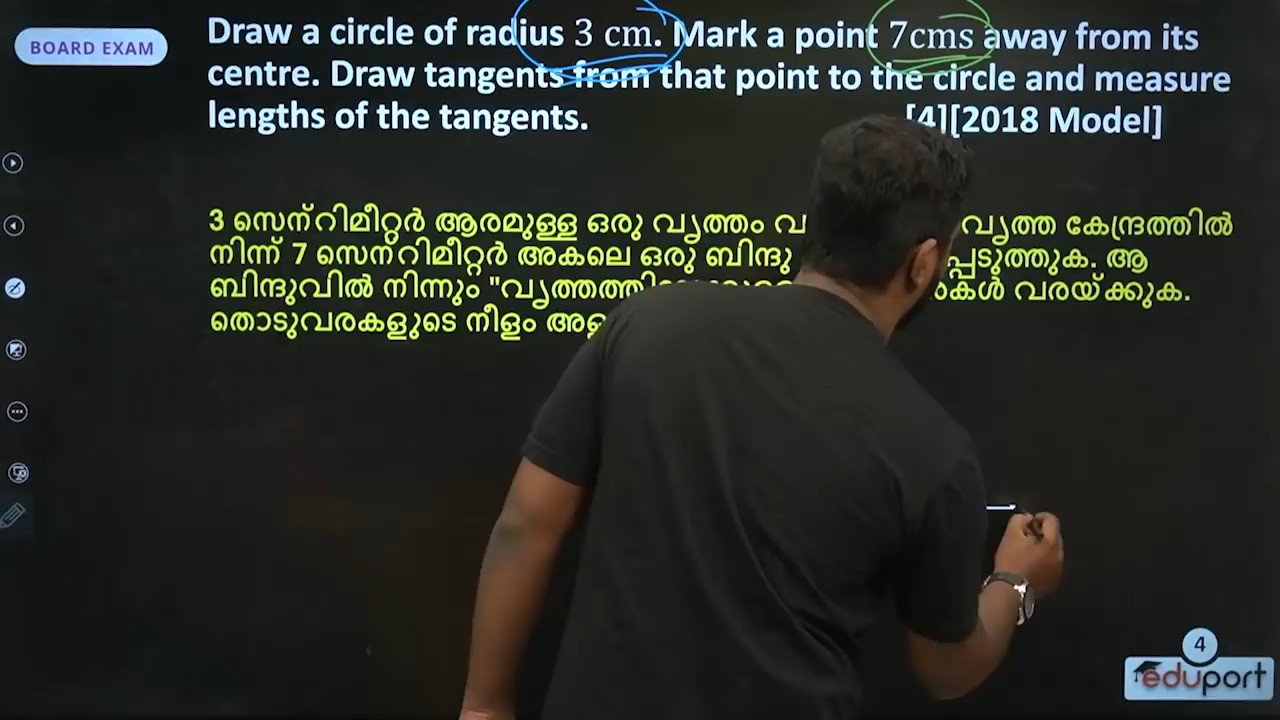 BOARD EXAM
Draw a circle of radius 3 cm. Mark a point 7cms away from its
centre. Draw tangents from that point to the circle and measure
lengths of the tangents. [4][2018 Model]
3 സെന്റിമീറ്റർ ആരമുള്ള ഒരു വൃത്തം വൃത്ത കേന്ദ്രത്തിൽ
നിന്ന് 7 സെന്റിമീറ്റർ അകലെ ഒരു ബിന്ദു ആ
ബിന്ദുവിൽ നിന്നും വരയ്ക്കുക.
തൊടുവരകളുടെ നീളം
4
eduport